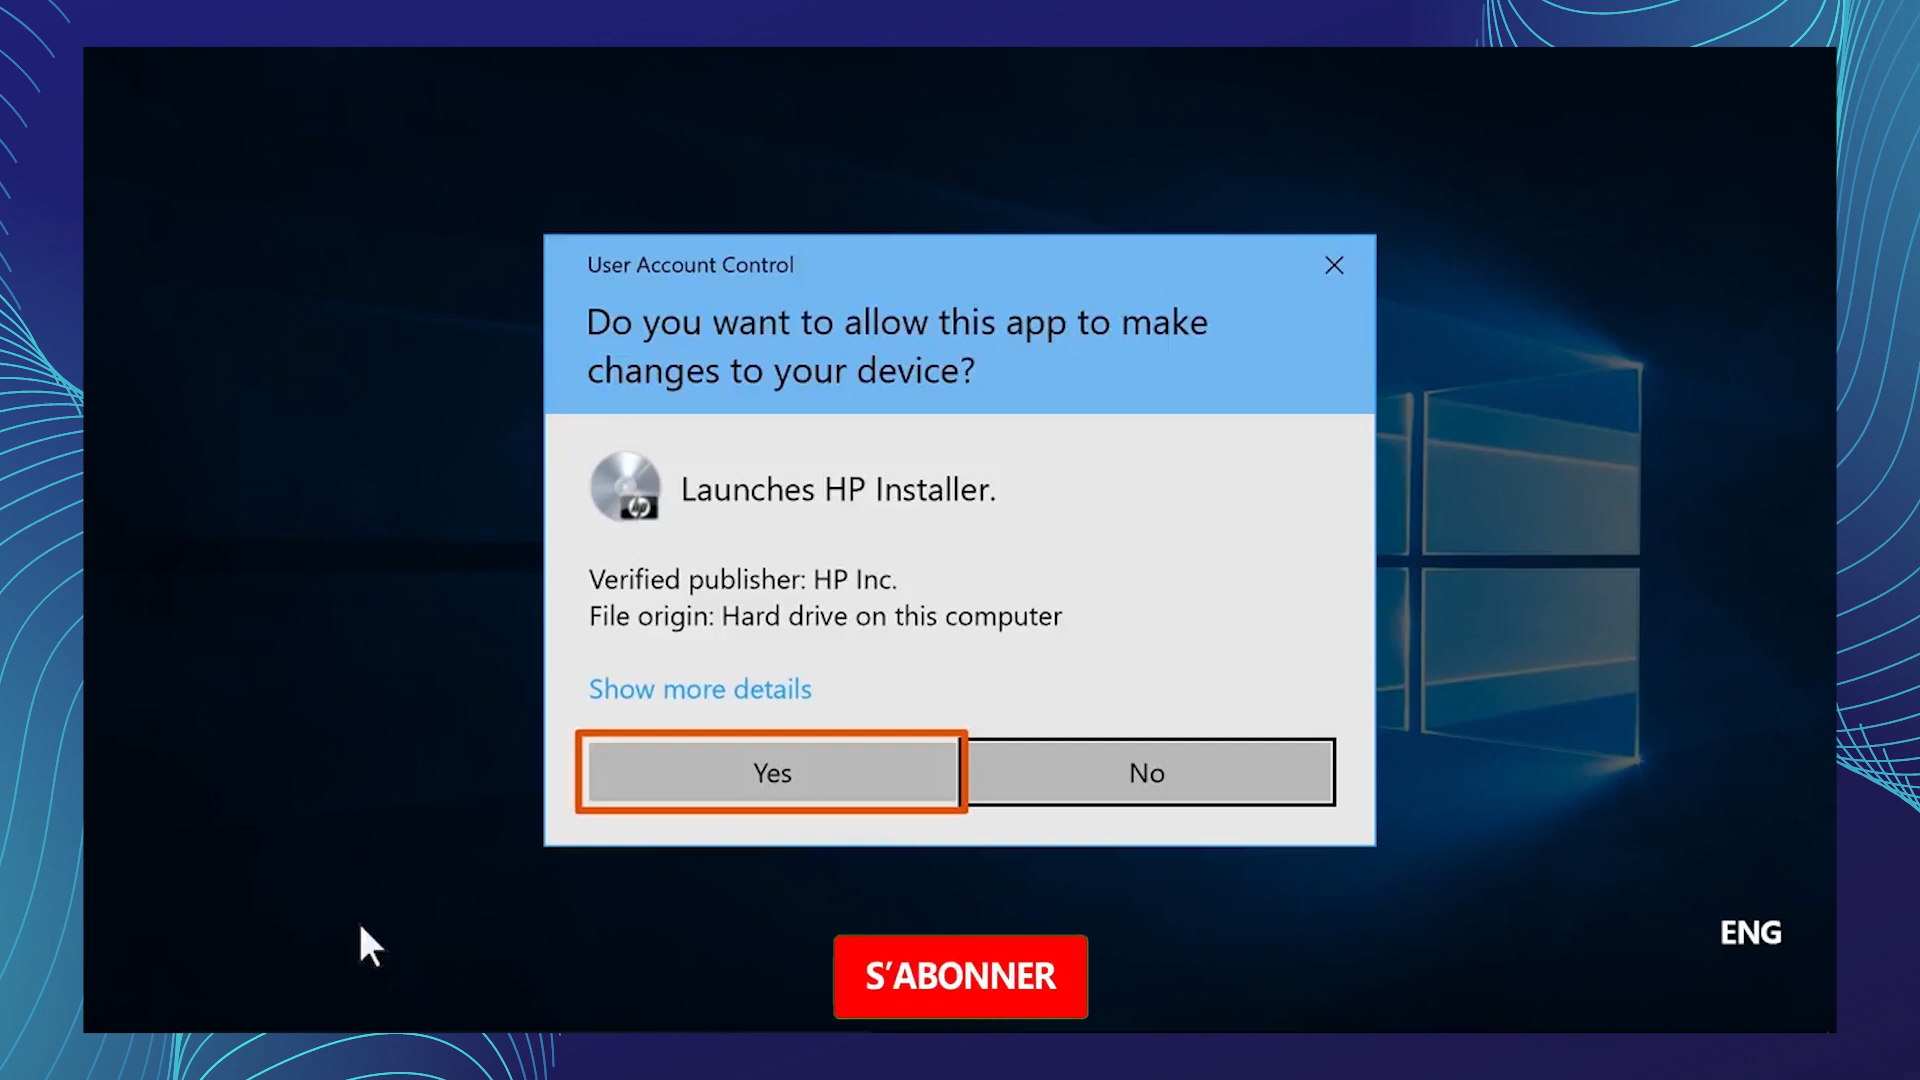 User Account Control
Do you want to allow this app to make
changes to your device?
hp
Launches HP Installer.
Verified publisher: HP Inc.
File origin: Hard drive on this computer
Show more details
Yes
No
ENG
S'ABONNER